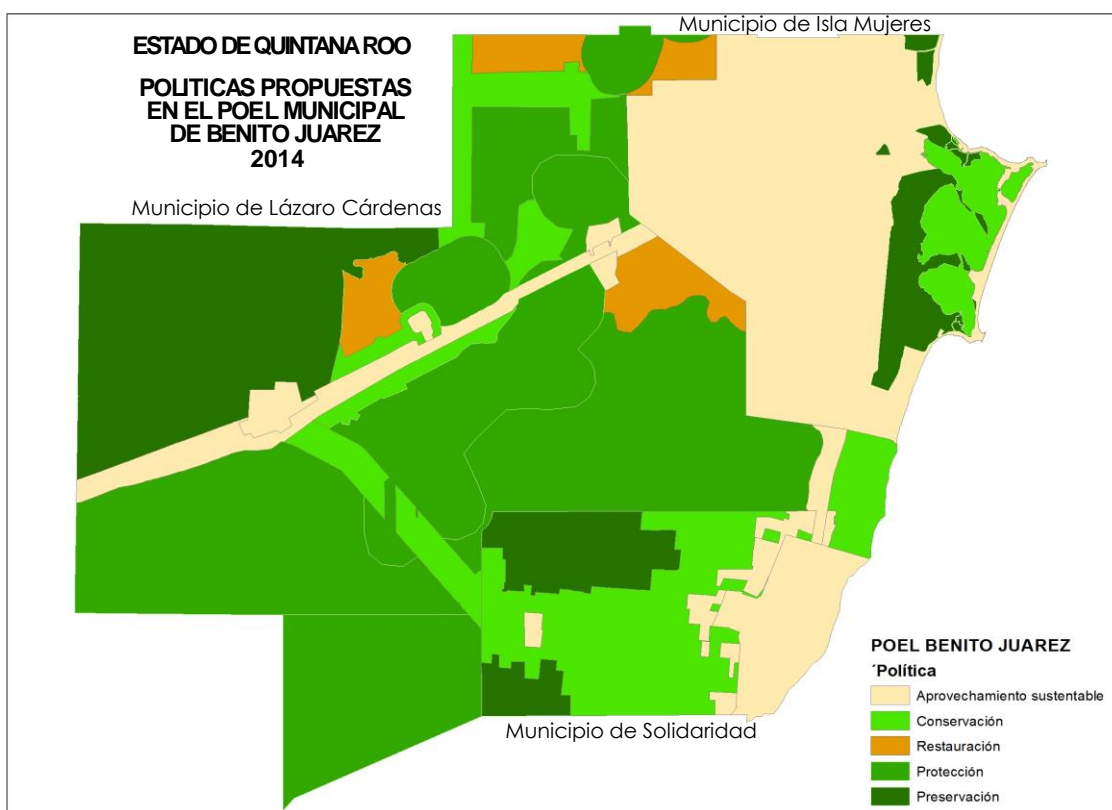 Municipio de Isla Mujeres
ESTADO DE QUINTANA ROO
POLITICAS PROPUESTAS
EN EL POEL MUNICIPAL
DE BENITO JUAREZ
2014
Municipio de Lázaro Cárdenas
POEL BENITO JUAREZ
´Política
Aprovechamiento sustentable
Conservación
Restauración
Protección
Preservación
Municipio de Solidaridad